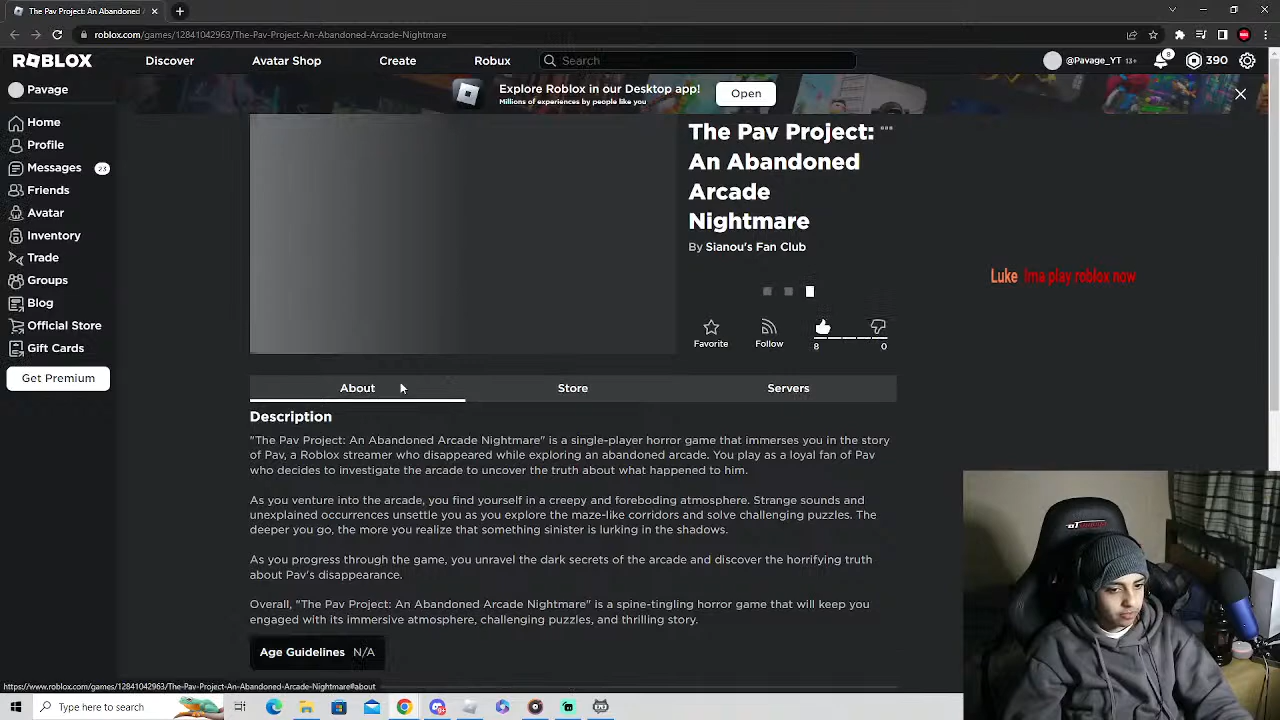 The Pav Project: An Abandoned
roblox.com/games/12841042963/The-Pav-Project-An-Abandoned-Arcade-Nightmare
ROBLOX
Discover
Avatar Shop
Create
Robux
Search
@Pavage_YT 13+
8
390
Pavage
Explore Roblox in our Desktop app!
Millions of experiences by people like you
Open
Home
Profile
Messages 23
Friends
Avatar
Inventory
Trade
Groups
Blog
Official Store
Gift Cards
Get Premium
The Pav Project:
An Abandoned
Arcade
Nightmare
By Sianou's Fan Club
Favorite
Follow
8
0
Luke Ima play roblox now
About
Store
Servers
Description
"The Pav Project: An Abandoned Arcade Nightmare" is a single-player horror game that immerses you in the story
of Pav, a Roblox streamer who disappeared while exploring an abandoned arcade. You play as a loyal fan of Pav
who decides to investigate the arcade to uncover the truth about what happened to him.
As you venture into the arcade, you find yourself in a creepy and foreboding atmosphere. Strange sounds and
unexplained occurrences unsettle you as you explore the maze-like corridors and solve challenging puzzles. The
deeper you go, the more you realize that something sinister is lurking in the shadows.
As you progress through the game, you unravel the dark secrets of the arcade and discover the horrifying truth
about Pav's disappearance.
Overall, "The Pav Project: An Abandoned Arcade Nightmare" is a spine-tingling horror game that will keep you
engaged with its immersive atmosphere, challenging puzzles, and thrilling story.
Age Guidelines N/A
https://www.roblox.com/games/12841042963/The-Pav-Project-An-Abandoned-Arcade-Nightmare#about
Type here to search